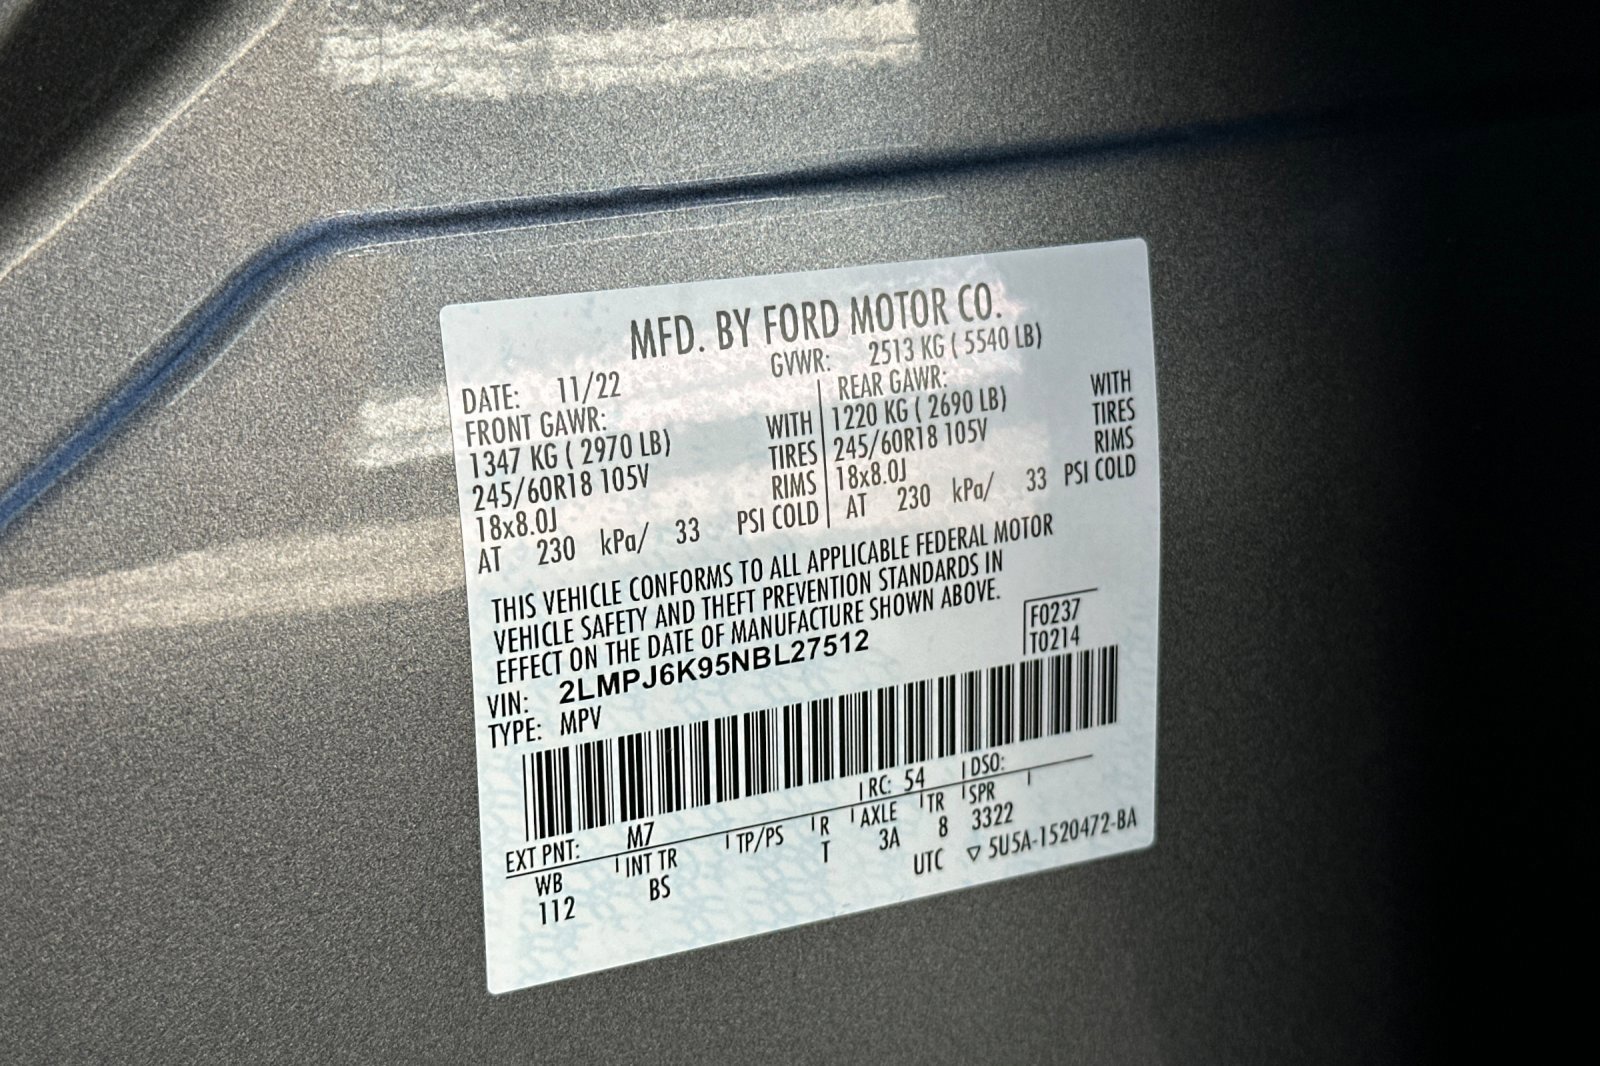 MFD. BY FORD MOTOR CO.
DATE: 11/22 GVWR: 2513 KG ( 5540 LB)
FRONT GAWR: REAR GAWR:
1347 KG ( 2970 LB) WITH 1220 KG ( 2690 LB) WITH
245/60R18 105V TIRES 245/60R18 105V TIRES
18x8.0J RIMS 18x8.0J RIMS
AT 230 kPa/ 33 PSI COLD AT 230 kPa/ 33 PSI COLD
THIS VEHICLE CONFORMS TO ALL APPLICABLE FEDERAL MOTOR
VEHICLE SAFETY AND THEFT PREVENTION STANDARDS IN
EFFECT ON THE DATE OF MANUFACTURE SHOWN ABOVE.
VIN: 2LMPJ6K95NBL27512 F0237
TYPE: MPV T0214
EXT PNT: M7 RC: 54 DSO:
WB INT TR TP/PS R AXLE TR SPR
112 BS T 3A 8 3322
UTC ▽ 5U5A-1520472-BA